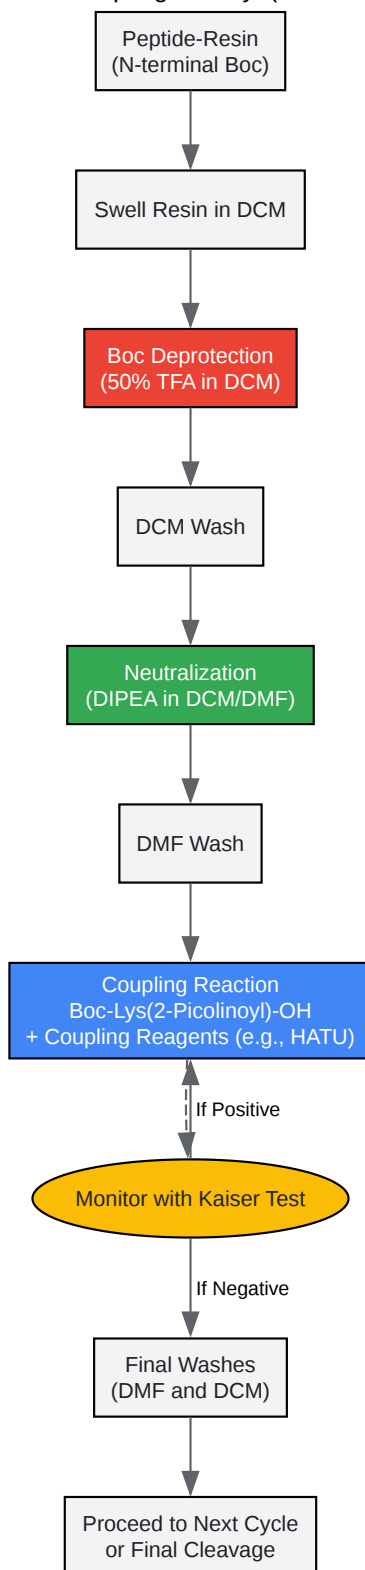 Peptide-Resin
(N-terminal Boc)
Swell Resin in DCM
Boc Deprotection
(50% TFA in DCM)
DCM Wash
Neutralization
(DIPEA in DCM/DMF)
DMF Wash
Coupling Reaction
Boc-Lys(2-Picolinoyl)-OH
+ Coupling Reagents (e.g., HATU)
If Positive
Monitor with Kaiser Test
If Negative
Final Washes
(DMF and DCM)
Proceed to Next Cycle
or Final Cleavage